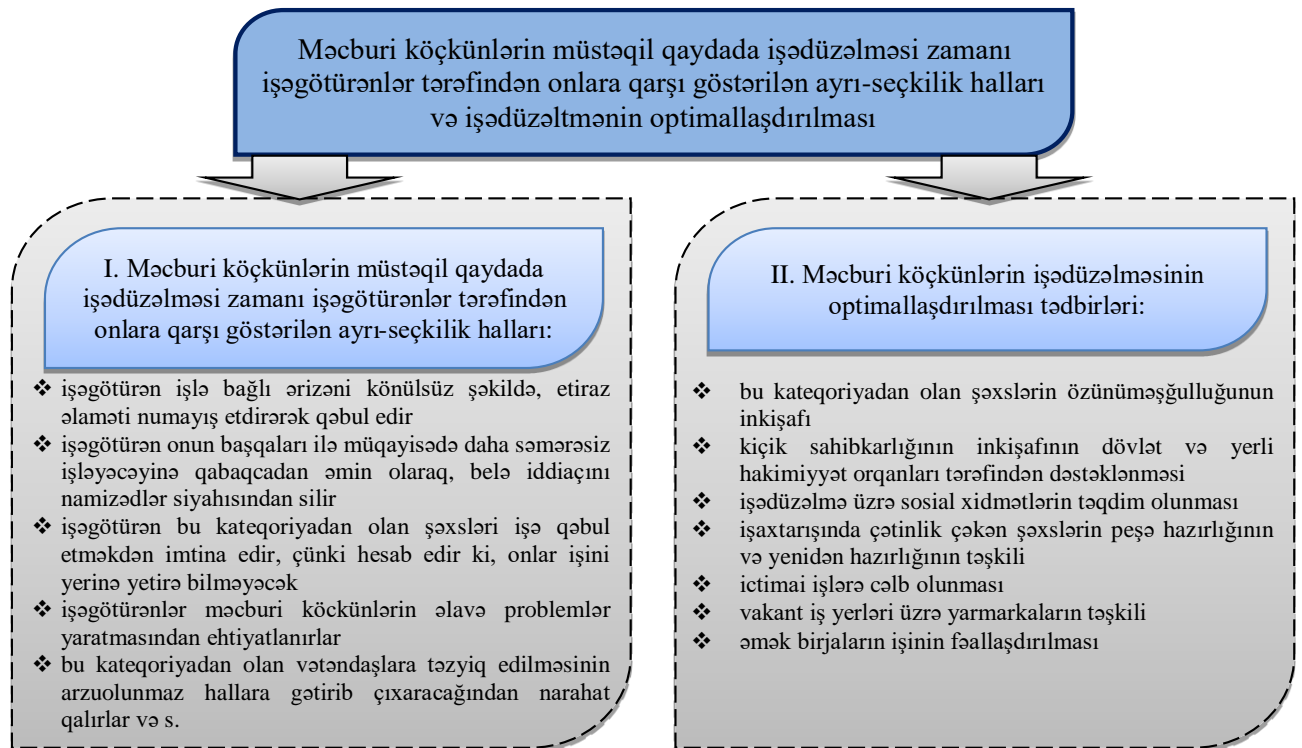 Məcburi köçkünlərin müstəqil qaydada işədüzəlməsi zamanı
işəgötürənlər tərəfindən onlara qarşı göstərilən ayrı-seçkilik halları
və işədüzəltmənin optimallaşdırılması
I. Məcburi köçkünlərin müstəqil qaydada
işədüzəlməsi zamanı işəgötürənlər tərəfindən
onlara qarşı göstərilən ayrı-seçkilik halları:
❖ işəgötürən işlə bağlı ərizəni könülsüz şəkildə, etiraz
əlaməti numayış etdirərək qəbul edir
❖ işəgötürən onun başqaları ilə müqayisədə daha səmərəsiz
işləyəcəyinə qabaqcadan əmin olaraq, belə iddiaçını
namizədlər siyahısından silir
❖ işəgötürən bu kateqoriyadan olan şəxsləri işə qəbul
etməkdən imtina edir, çünki hesab edir ki, onlar işini
yerinə yetirə bilməyəcək
❖ işəgötürənlər məcburi köckünlərin əlavə problemlər
yaratmasından ehtiyatlanırlar
❖ bu kateqoriyadan olan vətəndaşlara təzyiq edilməsinin
arzuolunmaz hallara gətirib çıxaracağından narahat
qalırlar və s.
II. Məcburi köçkünlərin işədüzəlməsinin
optimallaşdırılması tədbirləri:
❖ bu kateqoriyadan olan şəxslərin özünüməşğulluğunun
inkişafı
❖ kiçik sahibkarlığının inkişafının dövlət və yerli
hakimiyyət orqanları tərəfindən dəstəklənməsi
❖ işədüzəlmə üzrə sosial xidmətlərin təqdim olunması
❖ işaxtarışında çətinlik çəkən şəxslərin peşə hazırlığının
və yenidən hazırlığının təşkili
❖ ictimai işlərə cəlb olunması
❖ vakant iş yerləri üzrə yarmarkaların təşkili
❖ əmək birjaların işinin fəallaşdırılması